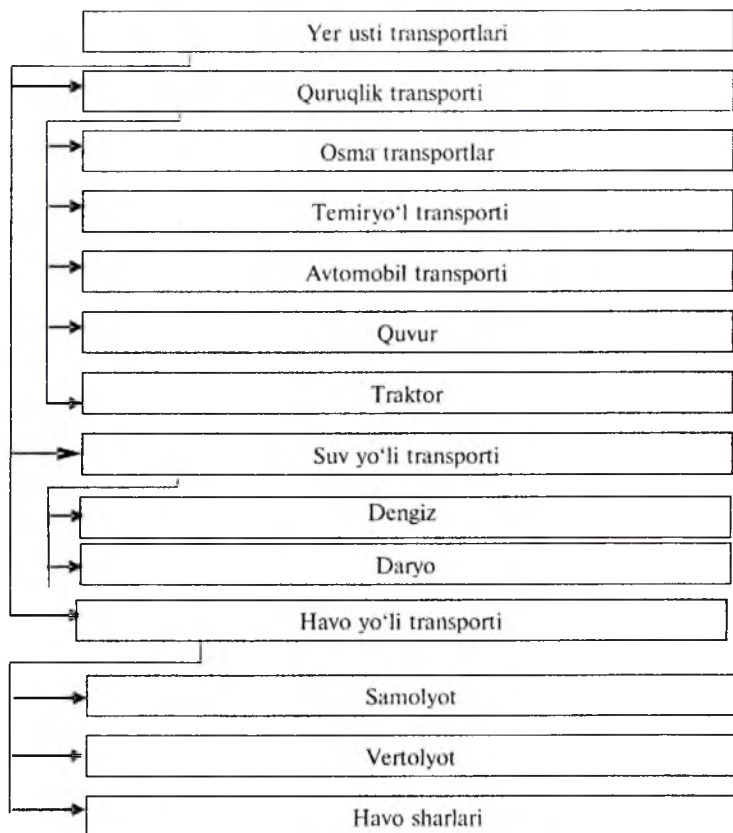 Yer usti transportlari
Quruqlik transporti
Osma transportlar
Temiryo‘l transporti
Avtomobil transporti
Quvur
Traktor
Suv yo‘li transporti
Dengiz
Daryo
Havo yo‘li transporti
Samolyot
Vertolyot
Havo sharlari